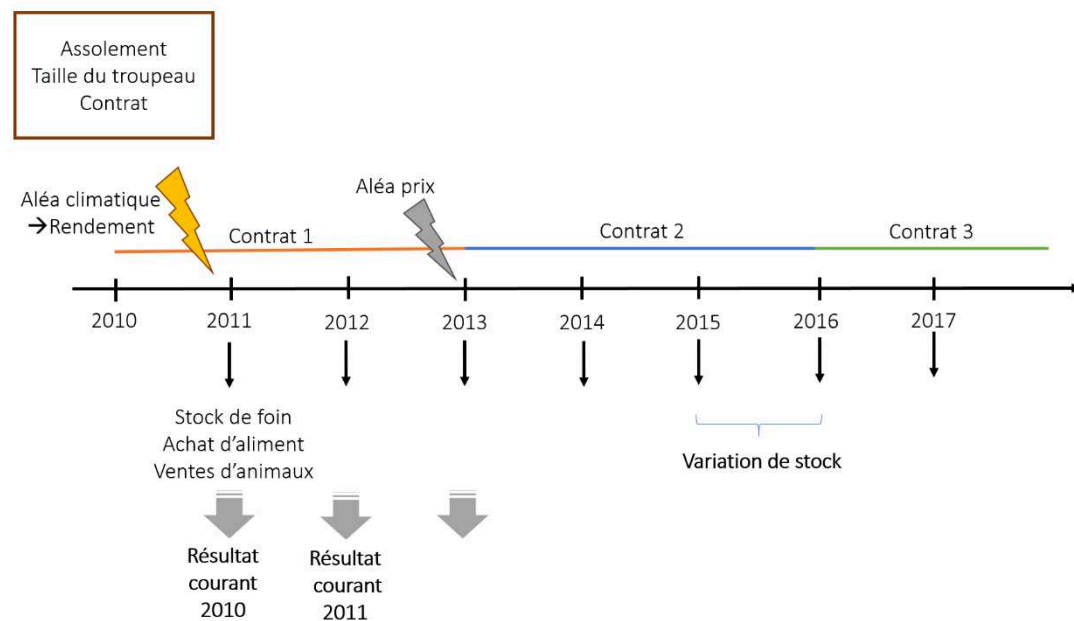 Assolement
Taille du troupeau
Contrat
Aléa climatique
→Rendement
Aléa prix
Contrat 1
Contrat 2
Contrat 3
2010
2011
2012
2013
2014
2015
2016
2017
Stock de foin
Achat d’aliment
Ventes d’animaux
Variation de stock
Résultat
courant
2010
Résultat
courant
2011